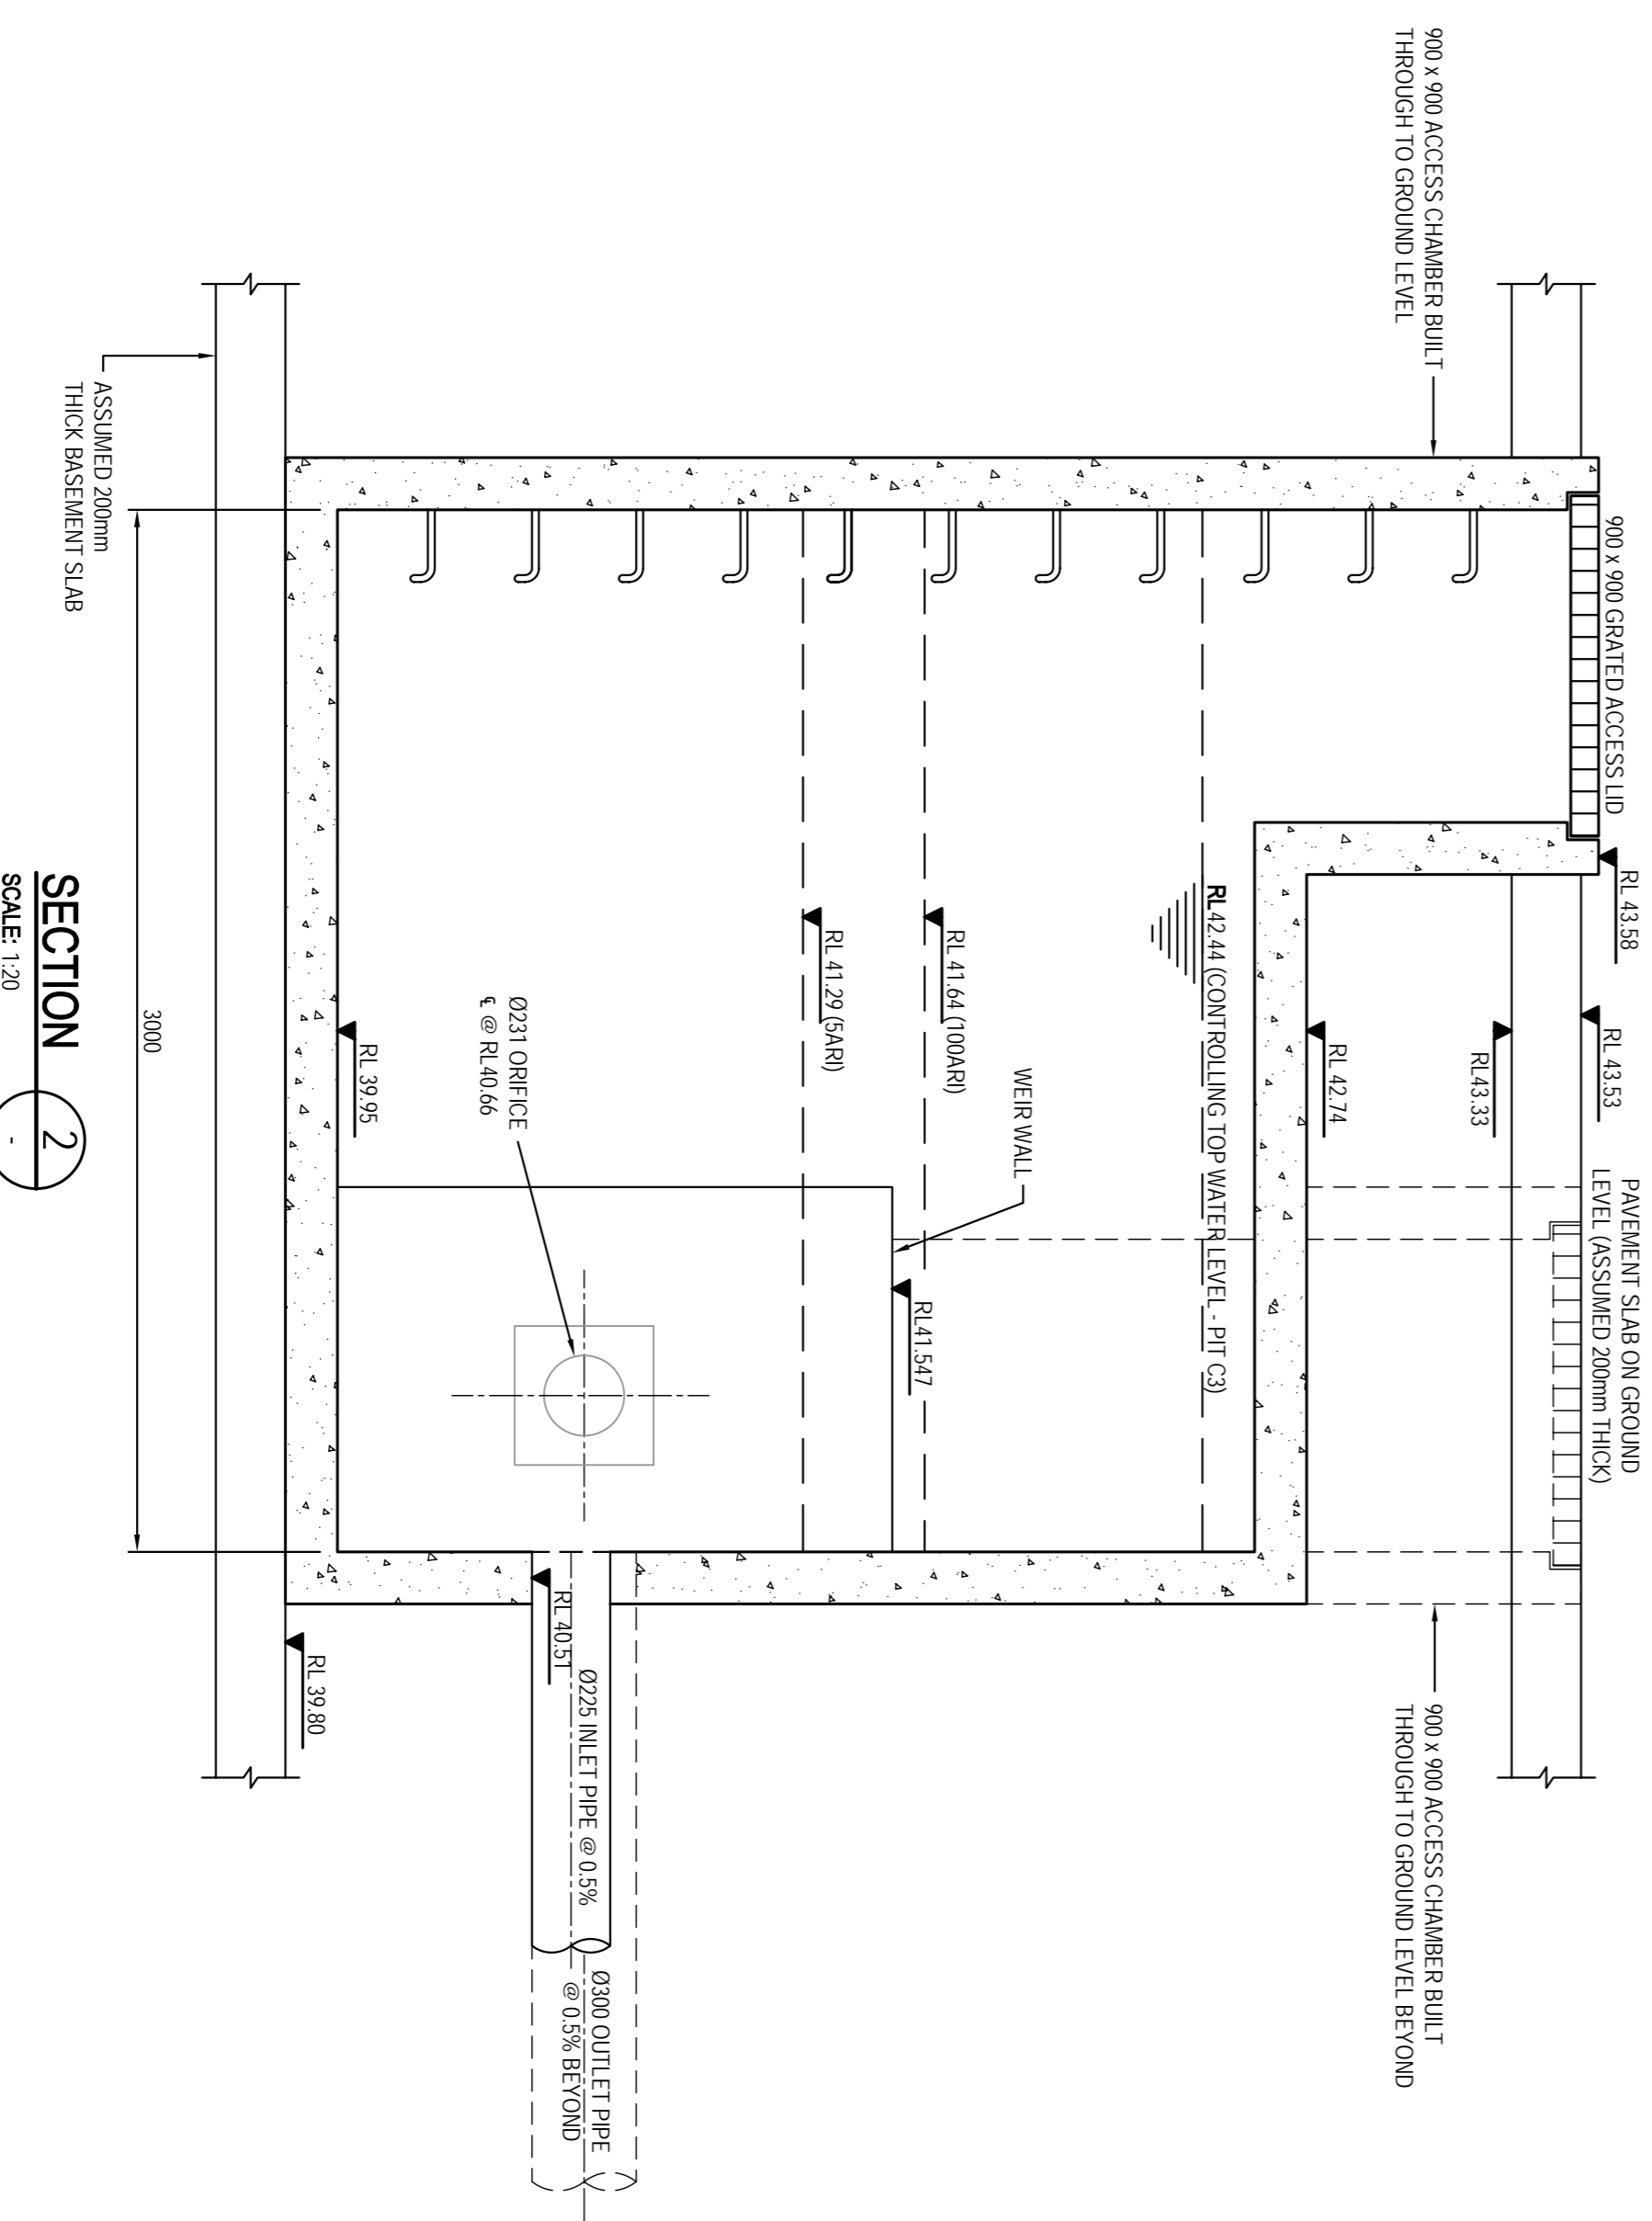 PAVEMENT SLAB ON GROUND
LEVEL (ASSUMED 200mm THICK)
900 x 900 GRATED ACCESS LID
RL 43.58
RL 43.53
900 x 900 ACCESS CHAMBER BUILT
THROUGH TO GROUND LEVEL
RL43.33
900 x 900 ACCESS CHAMBER BUILT
THROUGH TO GROUND LEVEL BEYOND
RL 42.74
RL42.44 (CONTROLLING TOP WATER LEVEL - PIT C3)
WEIR WALL
RL 41.64 (100ARI)
RL41.547
RL 41.29 (5ARI)
Ø231 ORIFICE
℄ @ RL40.66
Ø225 INLET PIPE @ 0.5%
Ø300 OUTLET PIPE
@ 0.5% BEYOND
RL 40.51
RL 39.95
RL 39.80
3000
ASSUMED 200mm
THICK BASEMENT SLAB
SECTION 2
SCALE: 1:20 -